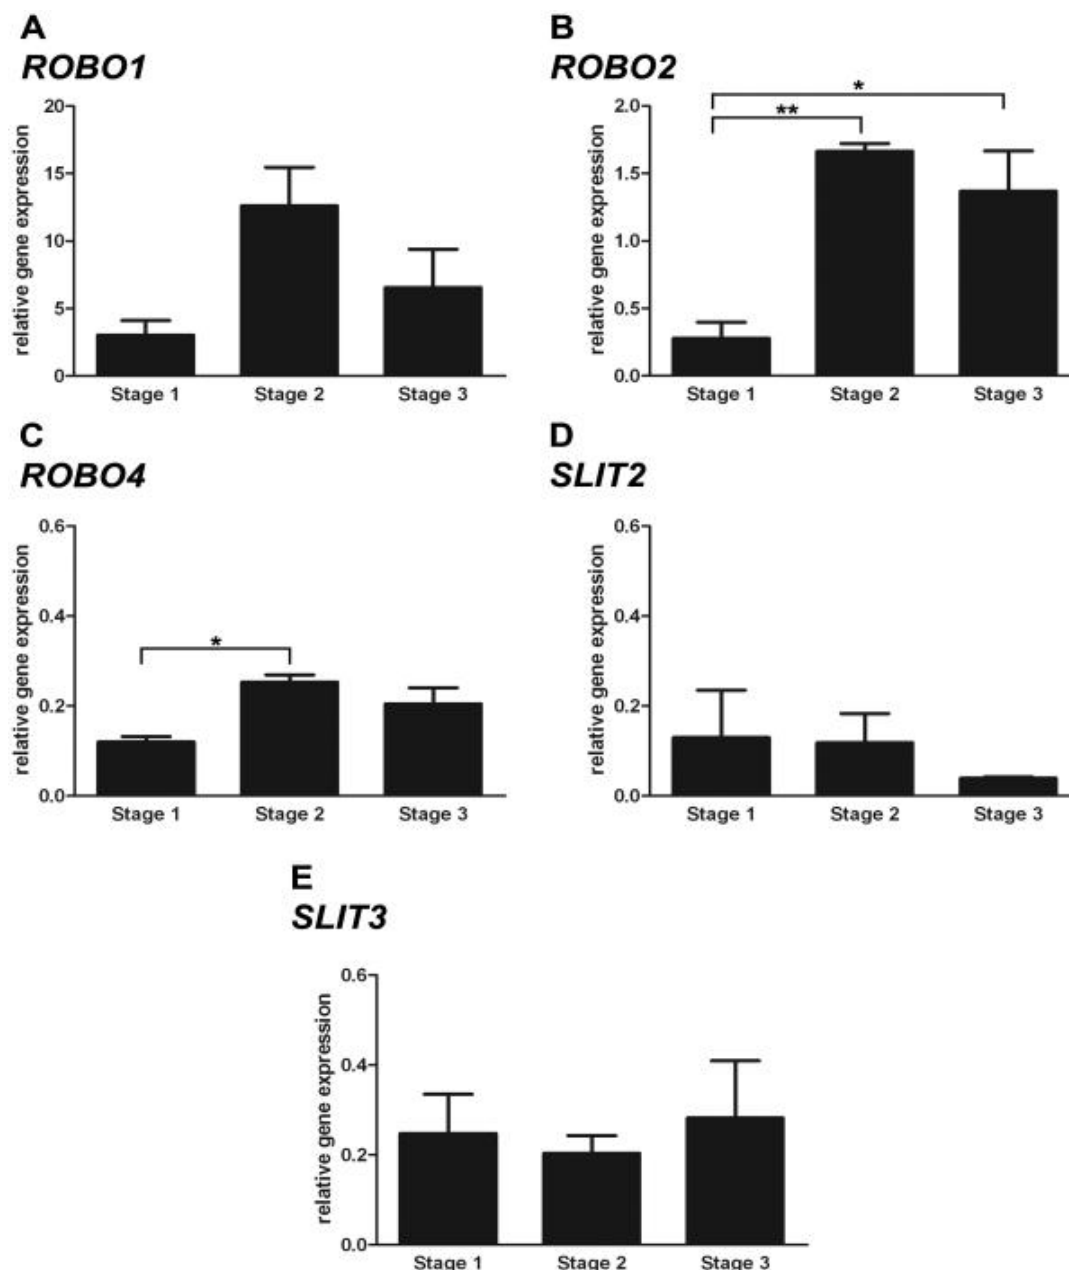 A
ROBO1
relative gene expression
20
15
10
5
0
Stage 1 Stage 2 Stage 3
B
ROBO2
relative gene expression
2.0
1.5
1.0
0.5
0.0
*
**
Stage 1 Stage 2 Stage 3
C
ROBO4
relative gene expression
0.6
0.4
0.2
0.0
*
Stage 1 Stage 2 Stage 3
D
SLIT2
relative gene expression
0.6
0.4
0.2
0.0
Stage 1 Stage 2 Stage 3
E
SLIT3
relative gene expression
0.6
0.4
0.2
0.0
Stage 1 Stage 2 Stage 3